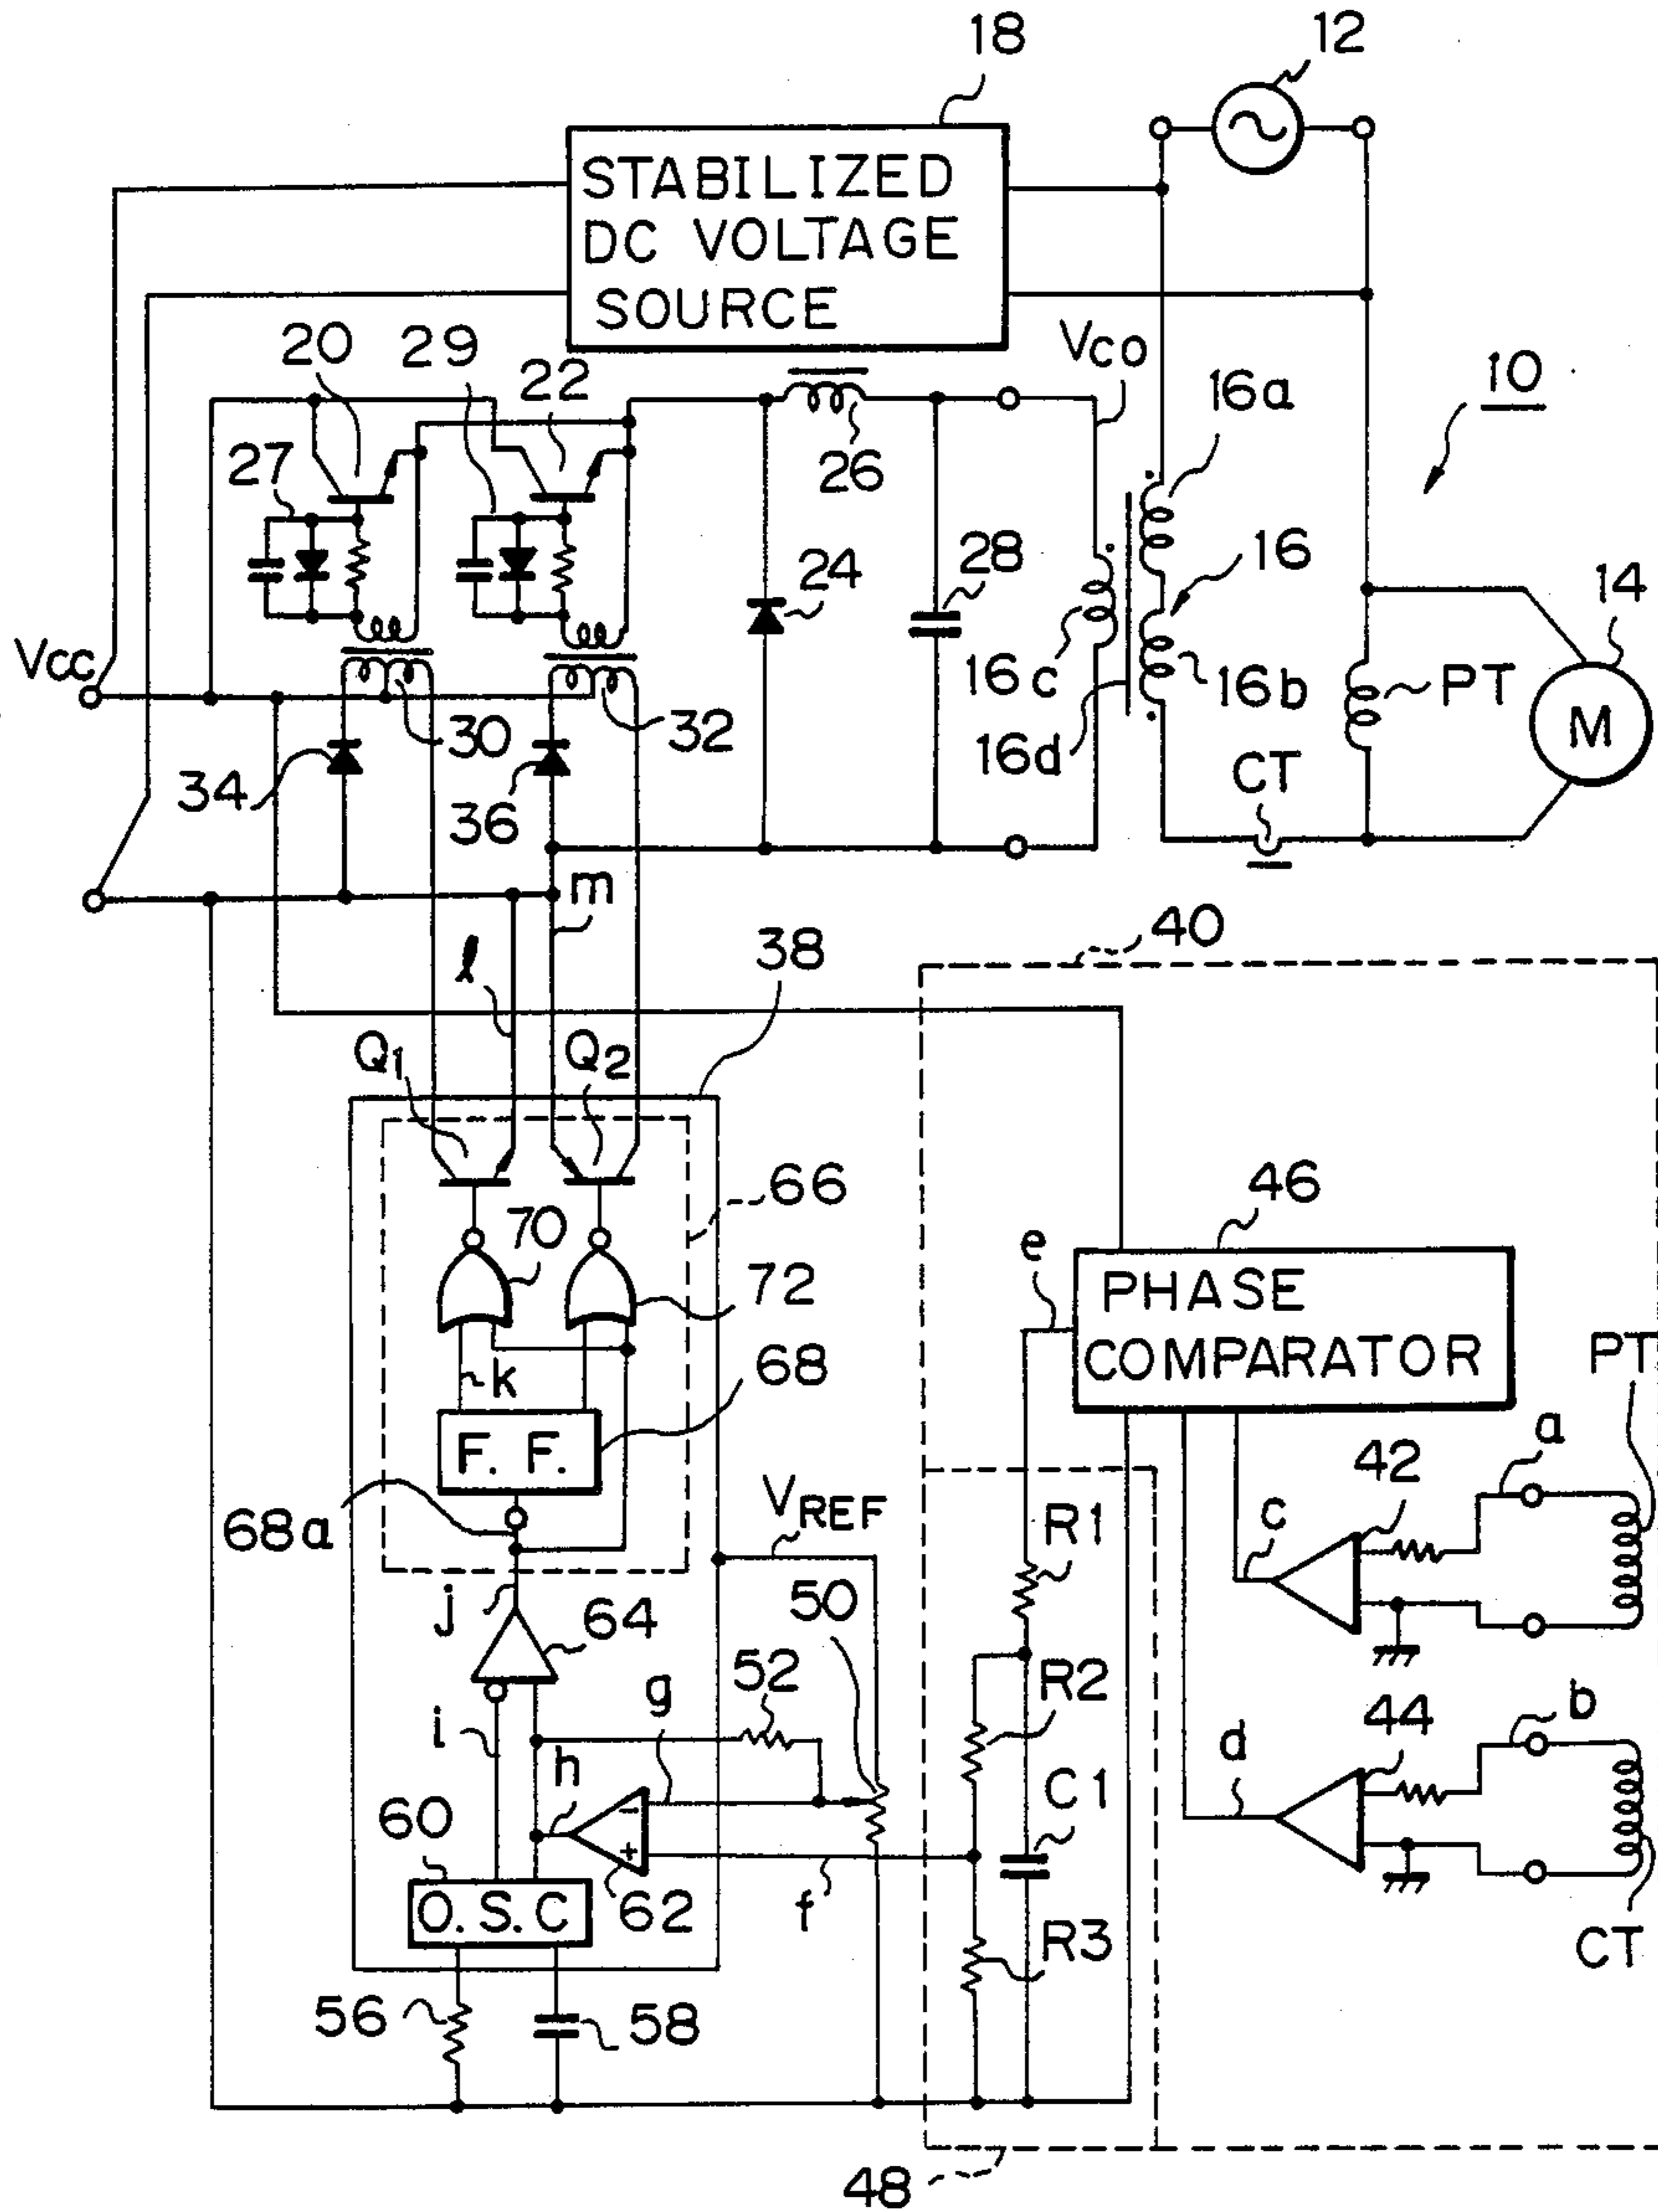 18
12
STABILIZED
DC VOLTAGE
SOURCE
20
29
22
VCO
16a
10
27
26
24
28
16
14
VCC
16c
16b
PT
M
30
32
16d
CT
34
36
m
40
38
l
Q1
Q2
66
46
70
e
PHASE
COMPARATOR
72
PT
k
68
F. F.
a
42
VREF
68a
c
R1
j
64
50
52
R2
g
44
b
i
h
d
C1
60
−
+
O. S. C
62
f
R3
CT
56
58
48